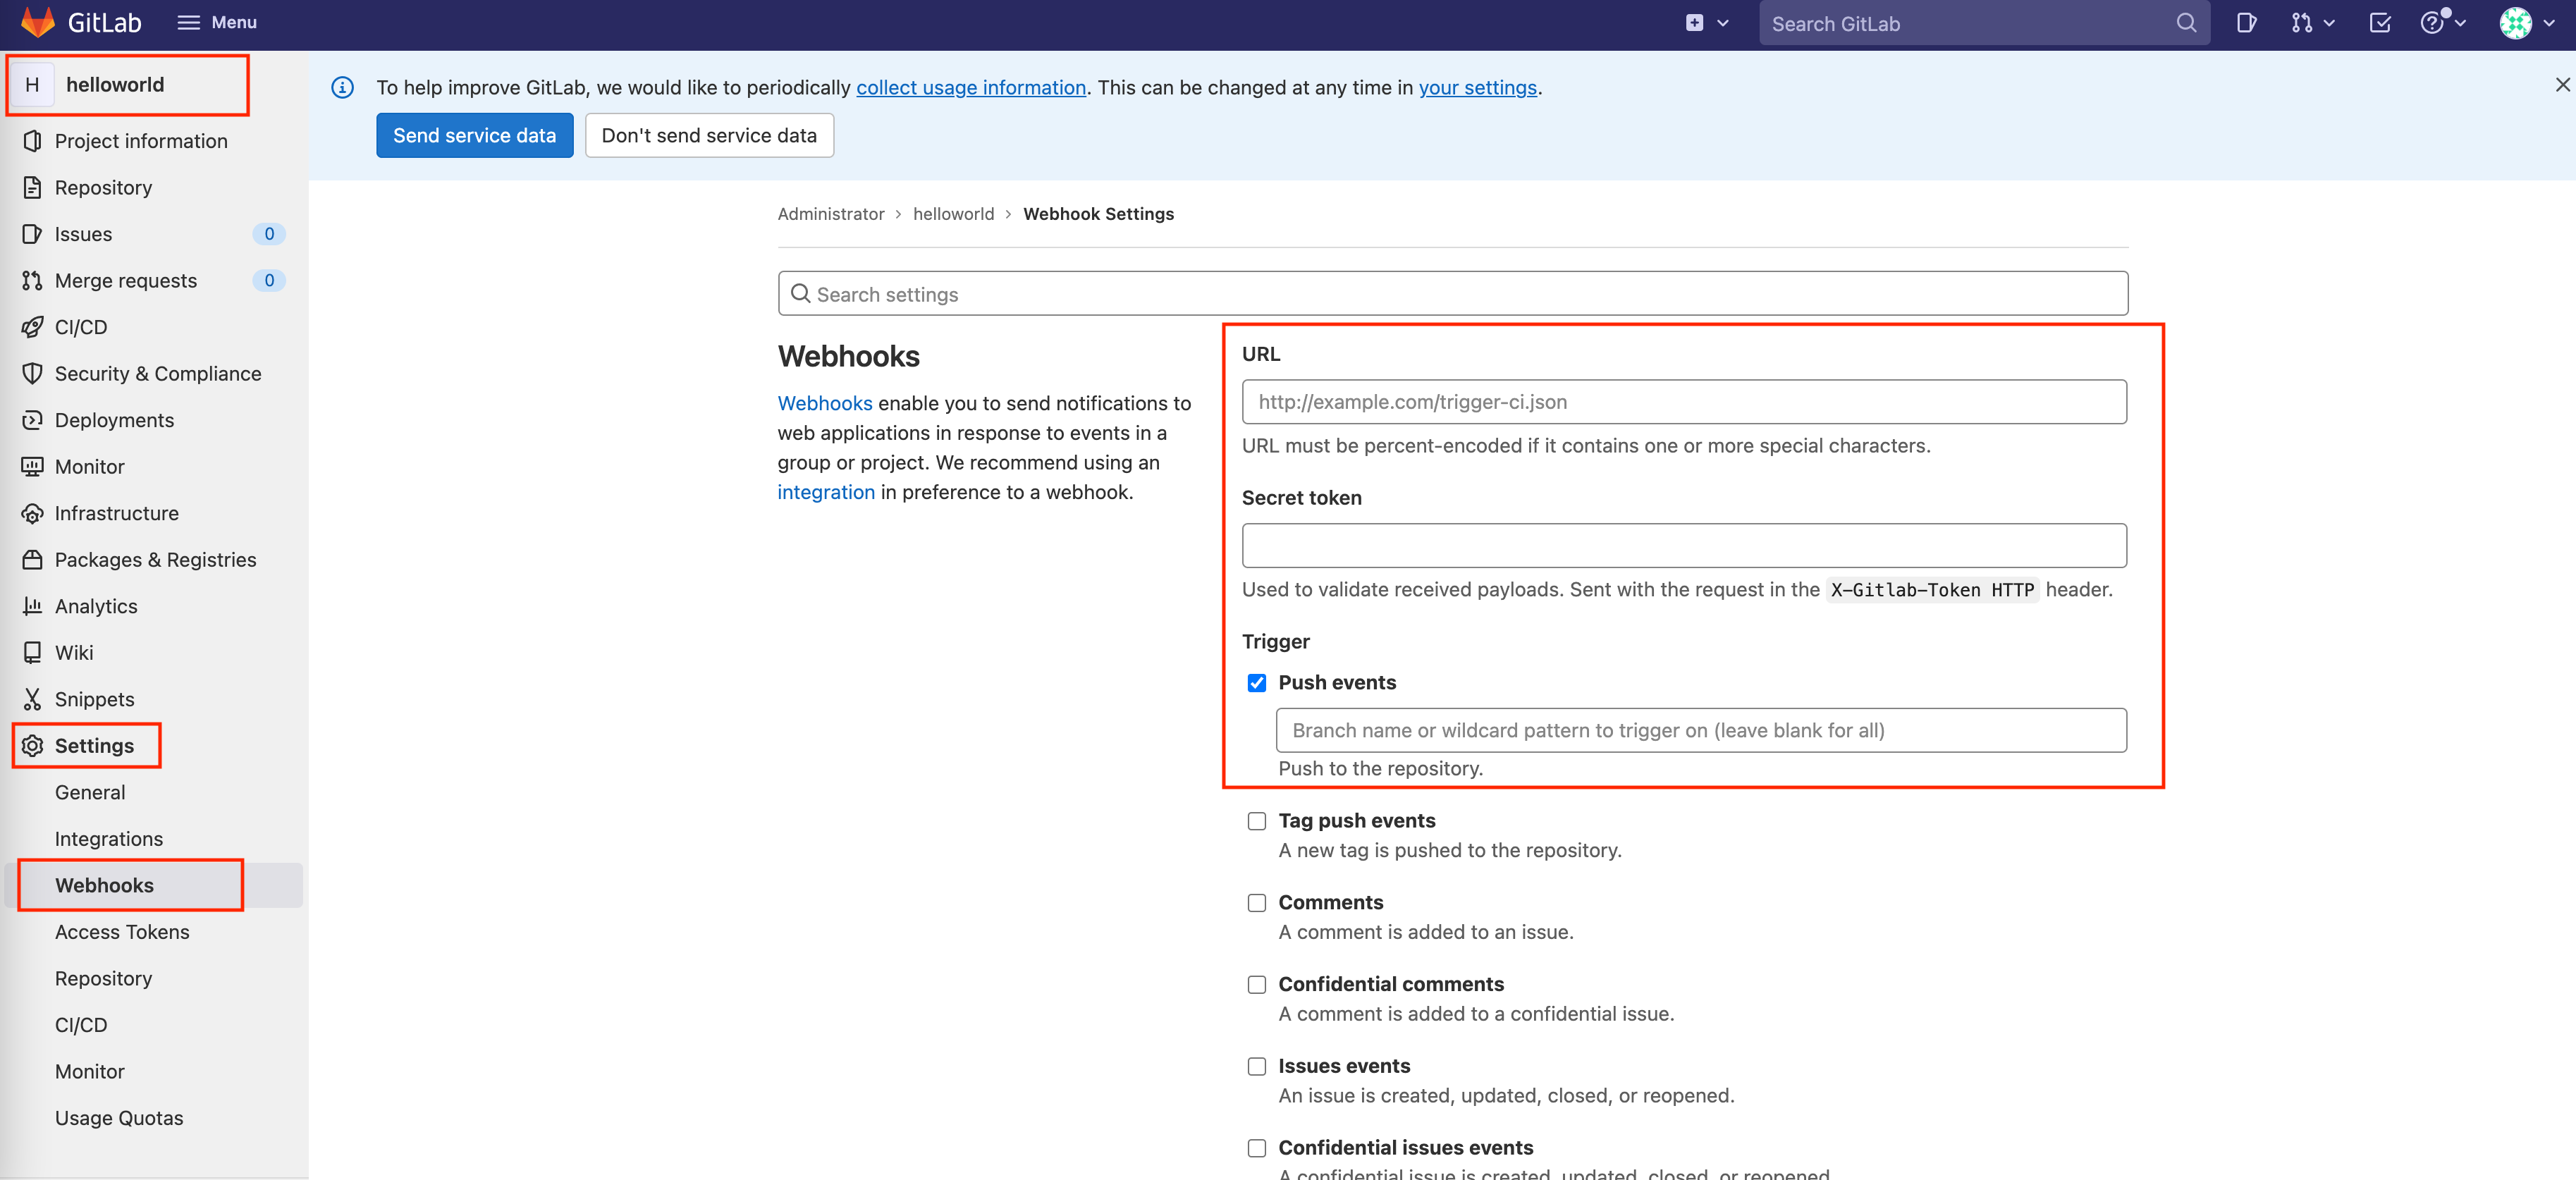 GitLab
Menu
Search GitLab
H helloworld
Project information
Repository
Issues 0
Merge requests 0
CI/CD
Security & Compliance
Deployments
Monitor
Infrastructure
Packages & Registries
Analytics
Wiki
Snippets
Settings
General
Integrations
Webhooks
Access Tokens
Repository
CI/CD
Monitor
Usage Quotas
To help improve GitLab, we would like to periodically collect usage information. This can be changed at any time in your settings.
Send service data Don't send service data
Administrator › helloworld › Webhook Settings
Search settings
Webhooks
Webhooks enable you to send notifications to
web applications in response to events in a
group or project. We recommend using an
integration in preference to a webhook.
URL
http://example.com/trigger-ci.json
URL must be percent-encoded if it contains one or more special characters.
Secret token
Used to validate received payloads. Sent with the request in the X-Gitlab-Token HTTP header.
Trigger
Push events
Branch name or wildcard pattern to trigger on (leave blank for all)
Push to the repository.
Tag push events
A new tag is pushed to the repository.
Comments
A comment is added to an issue.
Confidential comments
A comment is added to a confidential issue.
Issues events
An issue is created, updated, closed, or reopened.
Confidential issues events
A confidential issue is created, updated, closed, or reopened.